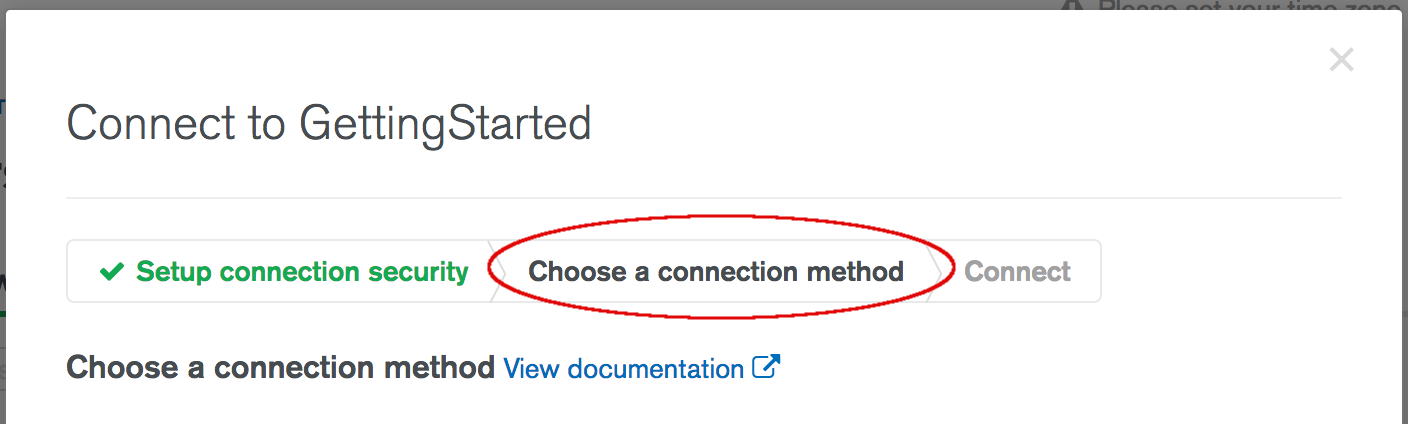 Please set your time zone
Connect to GettingStarted
Setup connection security
Choose a connection method
Connect
Choose a connection method View documentation